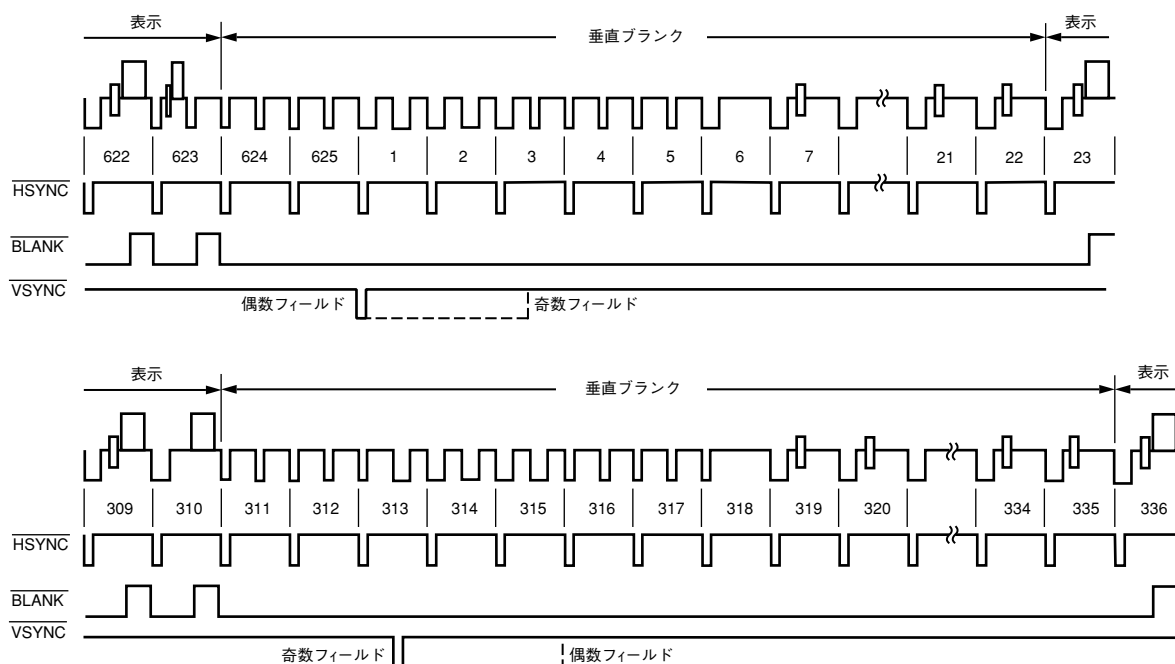 表示 垂直ブランク 表示
622 623 624 625 1 2 3 4 5 6 7 21 22 23
HSYNC
BLANK
VSYNC
偶数フィールド 奇数フィールド
表示 垂直ブランク 表示
309 310 311 312 313 314 315 316 317 318 319 320 334 335 336
HSYNC
BLANK
VSYNC
奇数フィールド 偶数フィールド